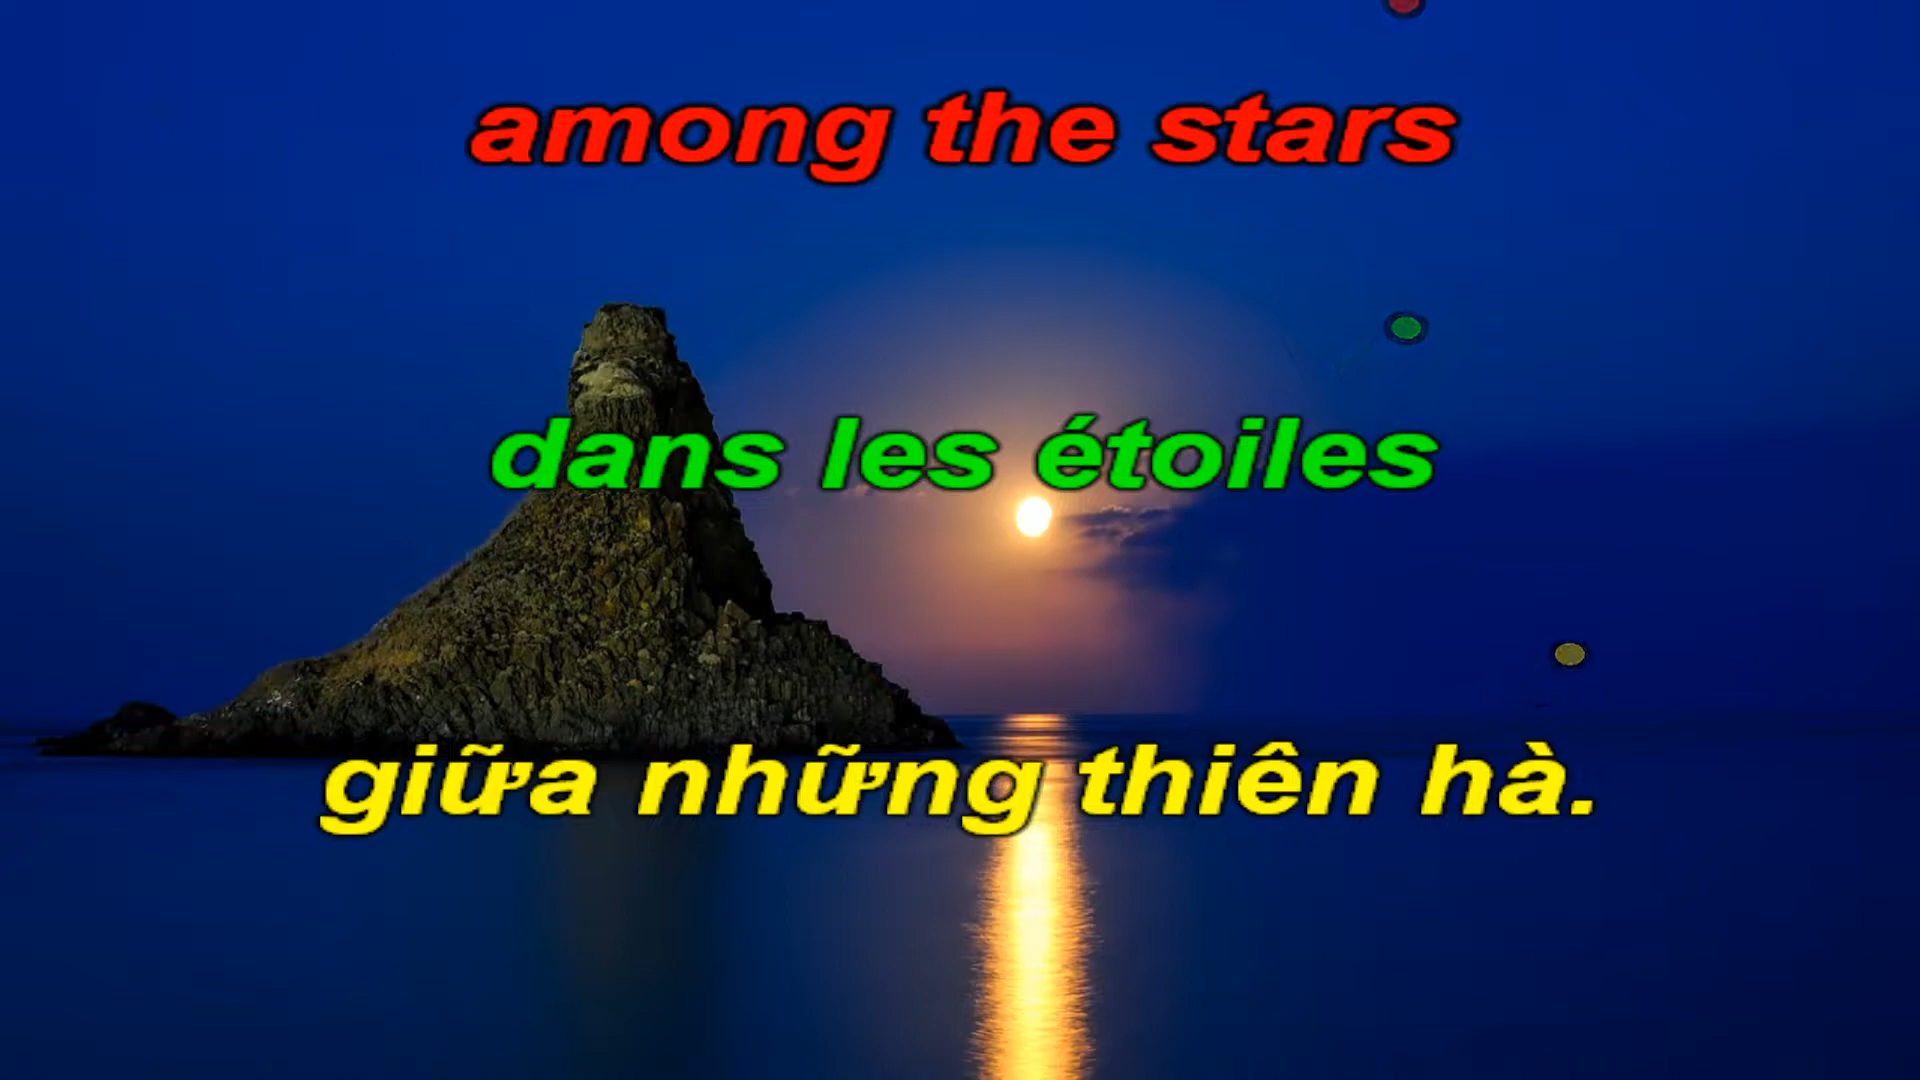 among the stars
dans les étoiles
giữa những thiên hà.